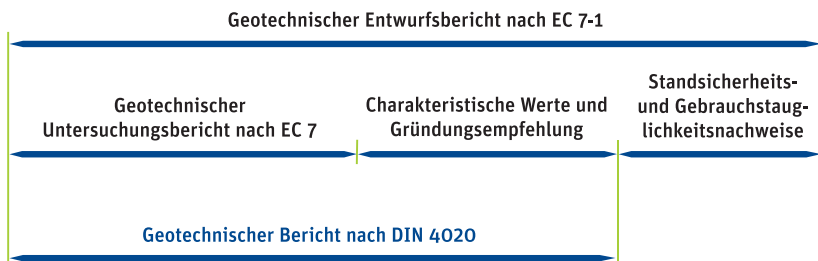 Geotechnischer Entwurfsbericht nach EC 7-1
Geotechnischer
Untersuchungsbericht nach EC 7
Charakteristische Werte und
Gründungsempfehlung
Standsicherheits-
und Gebrauchstaug-
lichkeitsnachweise
Geotechnischer Bericht nach DIN 4020